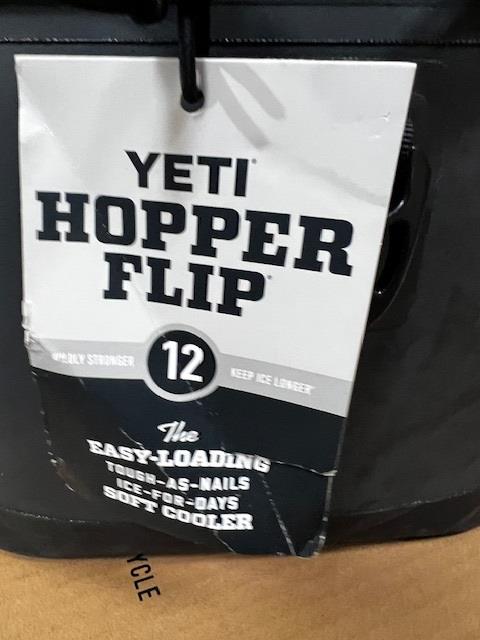 YETI
HOPPER
FLIP
WILDLY STRONGER
12
KEEP ICE LONGER
The
EASY-LOADING
TOUGH-AS-NAILS
ICE-FOR-DAYS
SOFT COOLER
YCLE